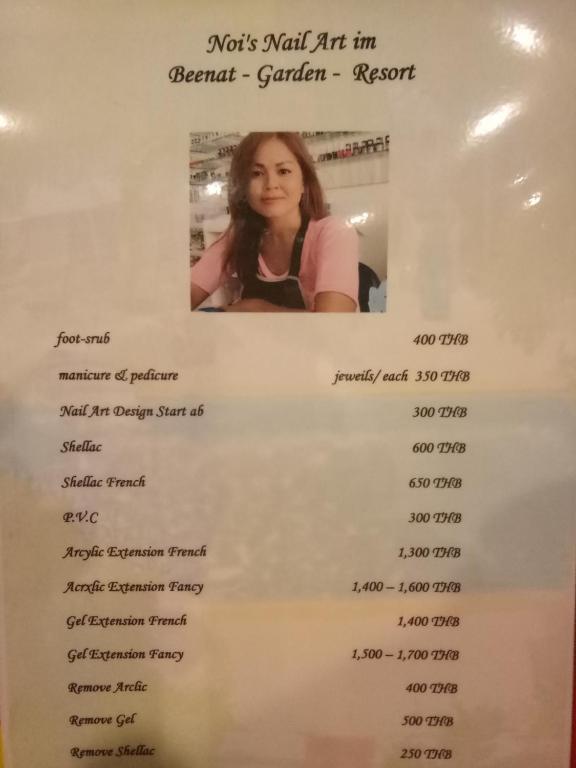 Noi's Nail Art im
Beenat - Garden - Resort
foot-srub 400 THB
manicure & pedicure jeweils/ each 350 THB
Nail Art Design Start ab 300 THB
Shellac 600 THB
Shellac French 650 THB
P.V.C 300 THB
Arcylic Extension French 1,300 THB
Acrxlic Extension Fancy 1,400 – 1,600 THB
Gel Extension French 1,400 THB
Gel Extension Fancy 1,500 – 1,700 THB
Remove Arclic 400 THB
Remove Gel 500 THB
Remove Shellac 250 THB